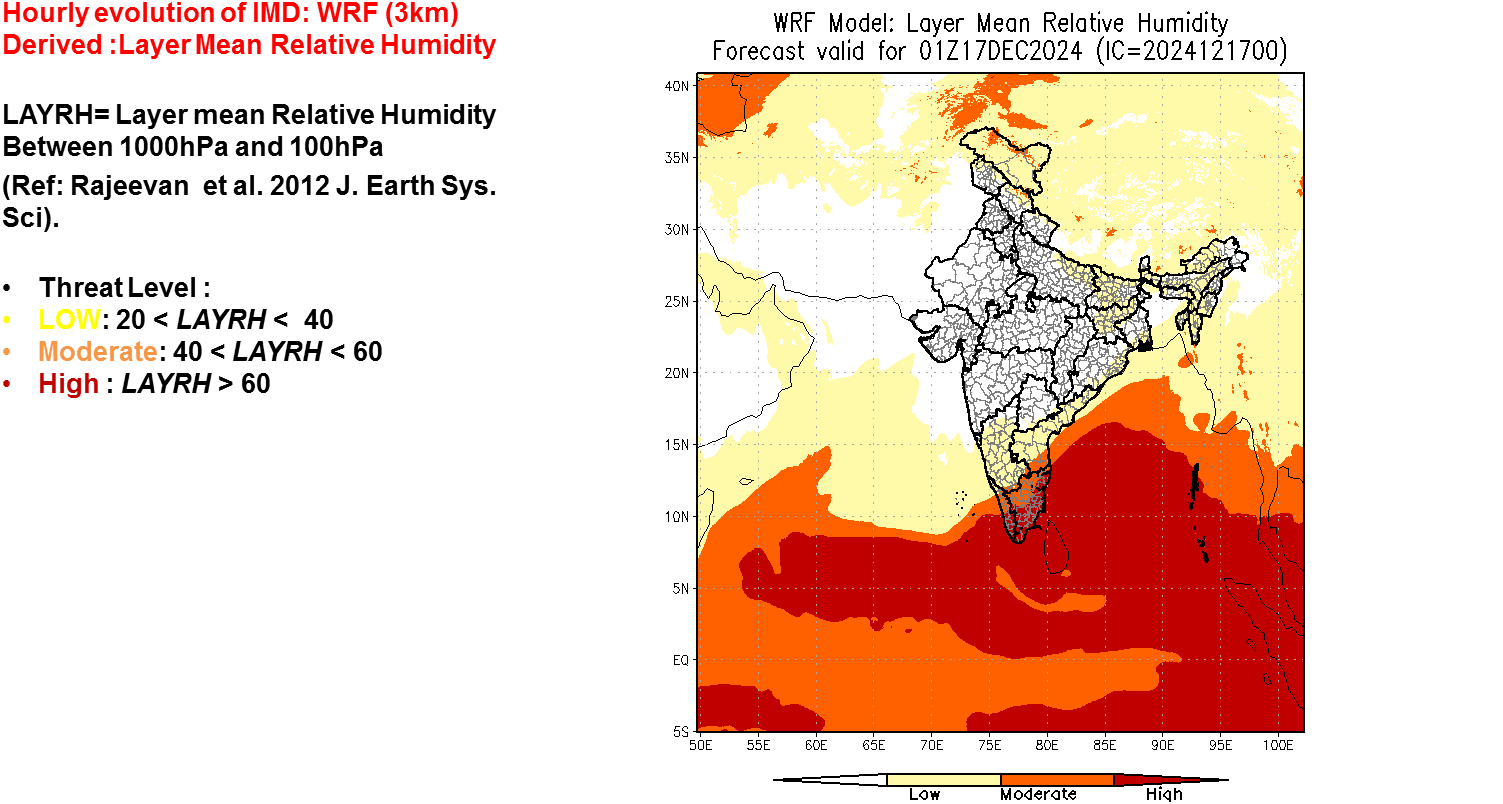 Hourly evolution of IMD: WRF (3km)
Derived :Layer Mean Relative Humidity
LAYRH= Layer mean Relative Humidity
Between 1000hPa and 100hPa
(Ref: Rajeevan et al. 2012 J. Earth Sys.
Sci).
• Threat Level :
• LOW: 20 < LAYRH < 40
• Moderate: 40 < LAYRH < 60
• High : LAYRH > 60
WRF Model: Layer Mean Relative Humidity
Forecast valid for 01Z17DEC2024 (IC=2024121700)
40N
35N
30N
25N
20N
15N
10N
5N
EQ
5S
50E 55E 60E 65E 70E 75E 80E 85E 90E 95E 100E
Low Moderate High